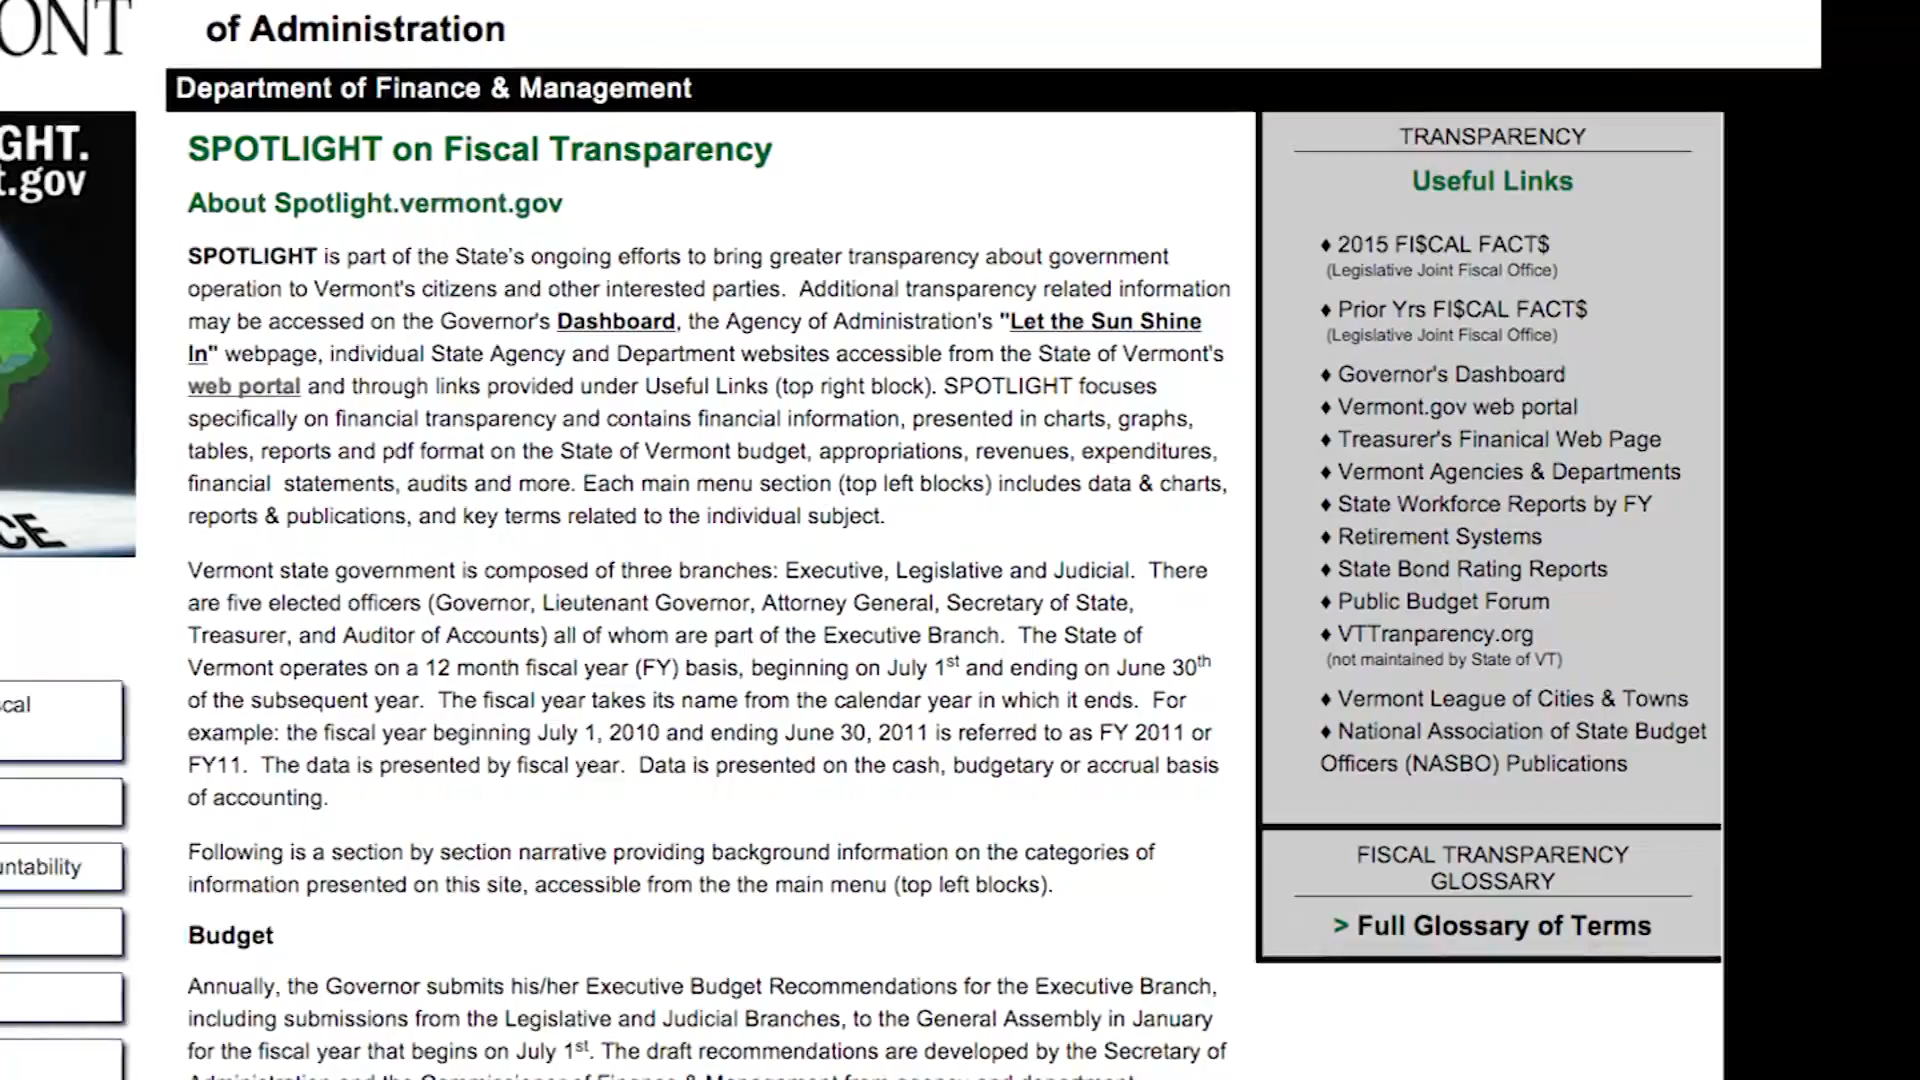 ONT
of Administration
Department of Finance & Management
GHT.
t.gov
CE
cal
untability
SPOTLIGHT on Fiscal Transparency
About Spotlight.vermont.gov
SPOTLIGHT is part of the State's ongoing efforts to bring greater transparency about government
operation to Vermont's citizens and other interested parties.  Additional transparency related information
may be accessed on the Governor's Dashboard, the Agency of Administration's "Let the Sun Shine
In" webpage, individual State Agency and Department websites accessible from the State of Vermont's
web portal and through links provided under Useful Links (top right block). SPOTLIGHT focuses
specifically on financial transparency and contains financial information, presented in charts, graphs,
tables, reports and pdf format on the State of Vermont budget, appropriations, revenues, expenditures,
financial  statements, audits and more. Each main menu section (top left blocks) includes data & charts,
reports & publications, and key terms related to the individual subject.
Vermont state government is composed of three branches: Executive, Legislative and Judicial.  There
are five elected officers (Governor, Lieutenant Governor, Attorney General, Secretary of State,
Treasurer, and Auditor of Accounts) all of whom are part of the Executive Branch.  The State of
Vermont operates on a 12 month fiscal year (FY) basis, beginning on July 1st and ending on June 30th
of the subsequent year.  The fiscal year takes its name from the calendar year in which it ends.  For
example: the fiscal year beginning July 1, 2010 and ending June 30, 2011 is referred to as FY 2011 or
FY11.  The data is presented by fiscal year.  Data is presented on the cash, budgetary or accrual basis
of accounting.
Following is a section by section narrative providing background information on the categories of
information presented on this site, accessible from the the main menu (top left blocks).
Budget
Annually, the Governor submits his/her Executive Budget Recommendations for the Executive Branch,
including submissions from the Legislative and Judicial Branches, to the General Assembly in January
for the fiscal year that begins on July 1st. The draft recommendations are developed by the Secretary of
TRANSPARENCY
Useful Links
♦ 2015 FI$CAL FACT$
(Legislative Joint Fiscal Office)
♦ Prior Yrs FI$CAL FACT$
(Legislative Joint Fiscal Office)
♦ Governor's Dashboard
♦ Vermont.gov web portal
♦ Treasurer's Finanical Web Page
♦ Vermont Agencies & Departments
♦ State Workforce Reports by FY
♦ Retirement Systems
♦ State Bond Rating Reports
♦ Public Budget Forum
♦ VTTranparency.org
(not maintained by State of VT)
♦ Vermont League of Cities & Towns
♦ National Association of State Budget
Officers (NASBO) Publications
FISCAL TRANSPARENCY
GLOSSARY
> Full Glossary of Terms